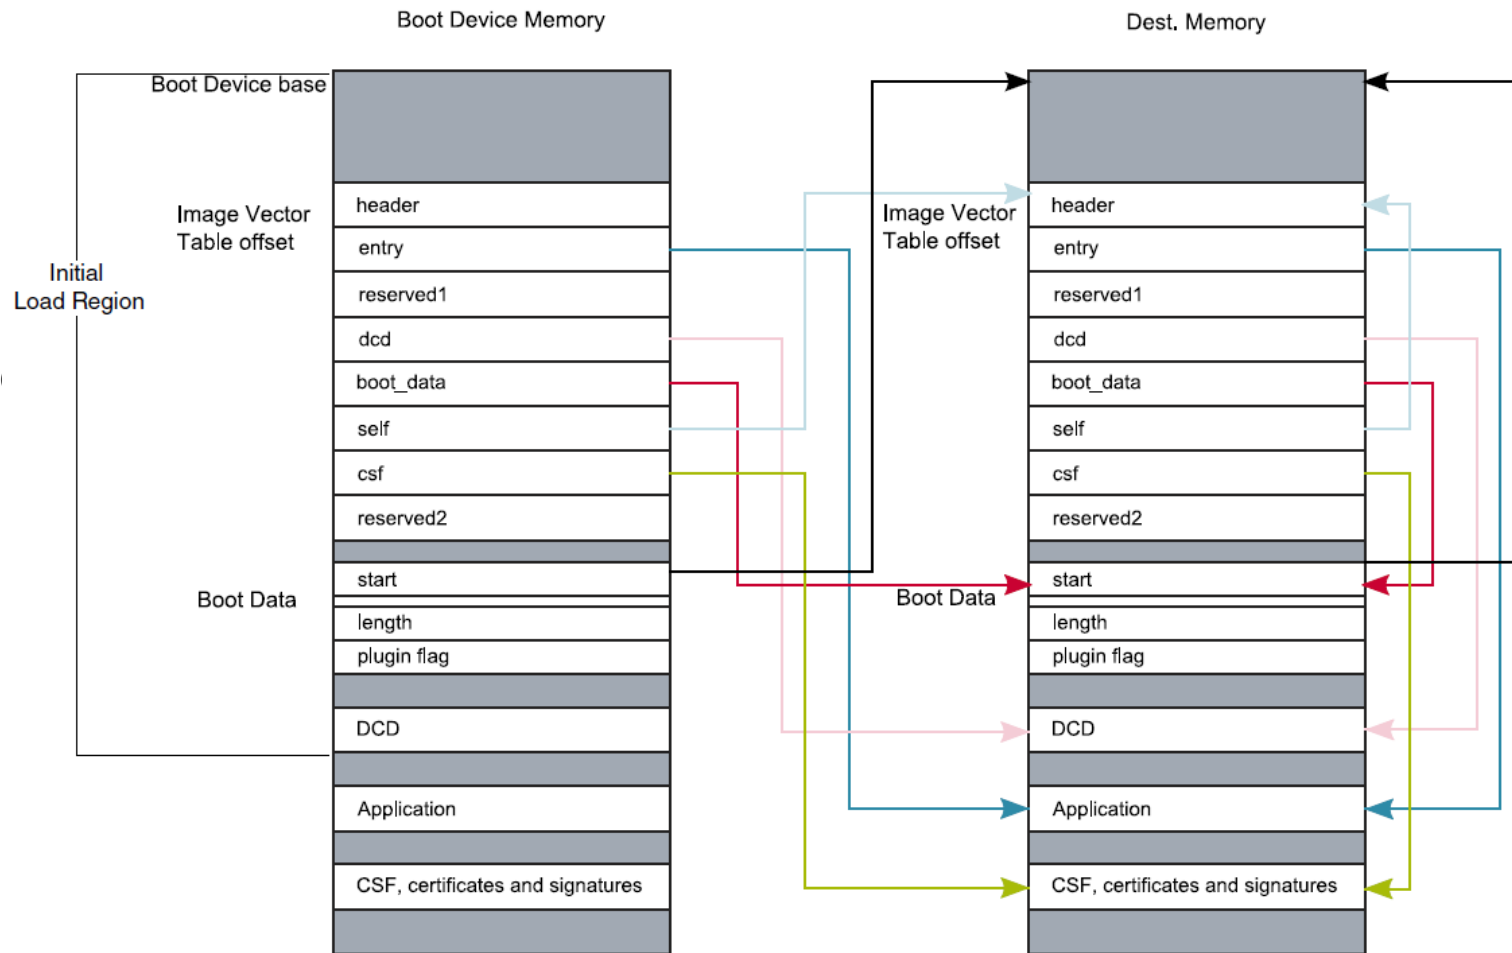 Boot Device Memory
Dest. Memory
Boot Device base
Image Vector
Table offset
Initial
Load Region
Boot Data
header
entry
reserved1
dcd
boot_data
self
csf
reserved2
start
length
plugin flag
DCD
Application
CSF, certificates and signatures
Image Vector
Table offset
Boot Data
header
entry
reserved1
dcd
boot_data
self
csf
reserved2
start
length
plugin flag
DCD
Application
CSF, certificates and signatures